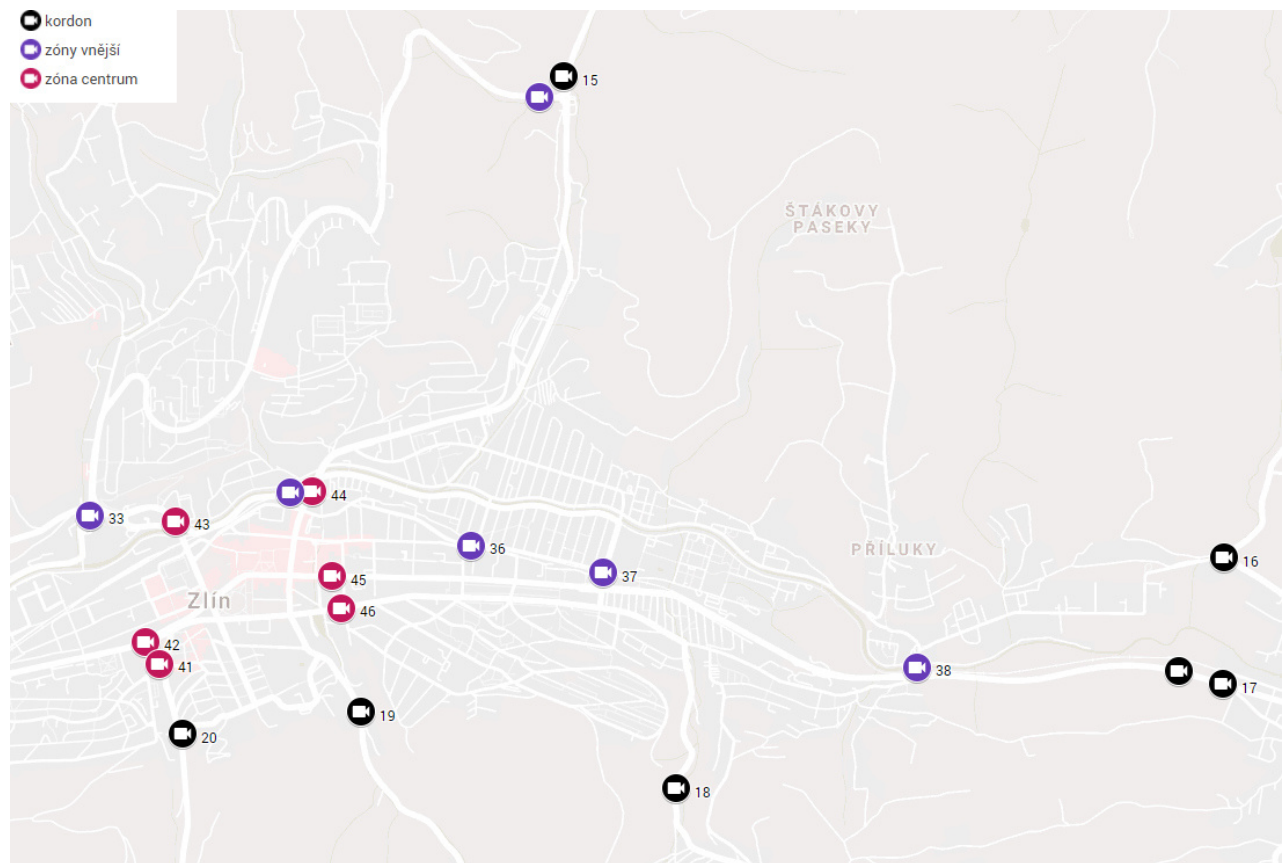 kordon
zóny vnější
zóna centrum
15
ŠTÁKOVY
PASEKY
44
33
43
36
PŘÍLUKY
16
37
45
Zlín
46
42
41
38
17
19
20
18